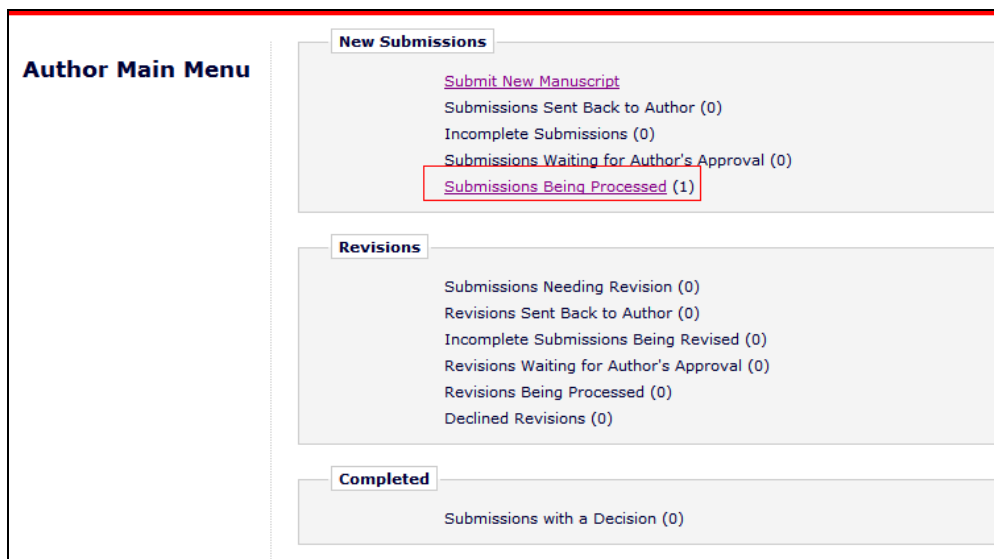 Author Main Menu
New Submissions
Submit New Manuscript
Submissions Sent Back to Author (0)
Incomplete Submissions (0)
Submissions Waiting for Author's Approval (0)
Submissions Being Processed (1)
Revisions
Submissions Needing Revision (0)
Revisions Sent Back to Author (0)
Incomplete Submissions Being Revised (0)
Revisions Waiting for Author's Approval (0)
Revisions Being Processed (0)
Declined Revisions (0)
Completed
Submissions with a Decision (0)